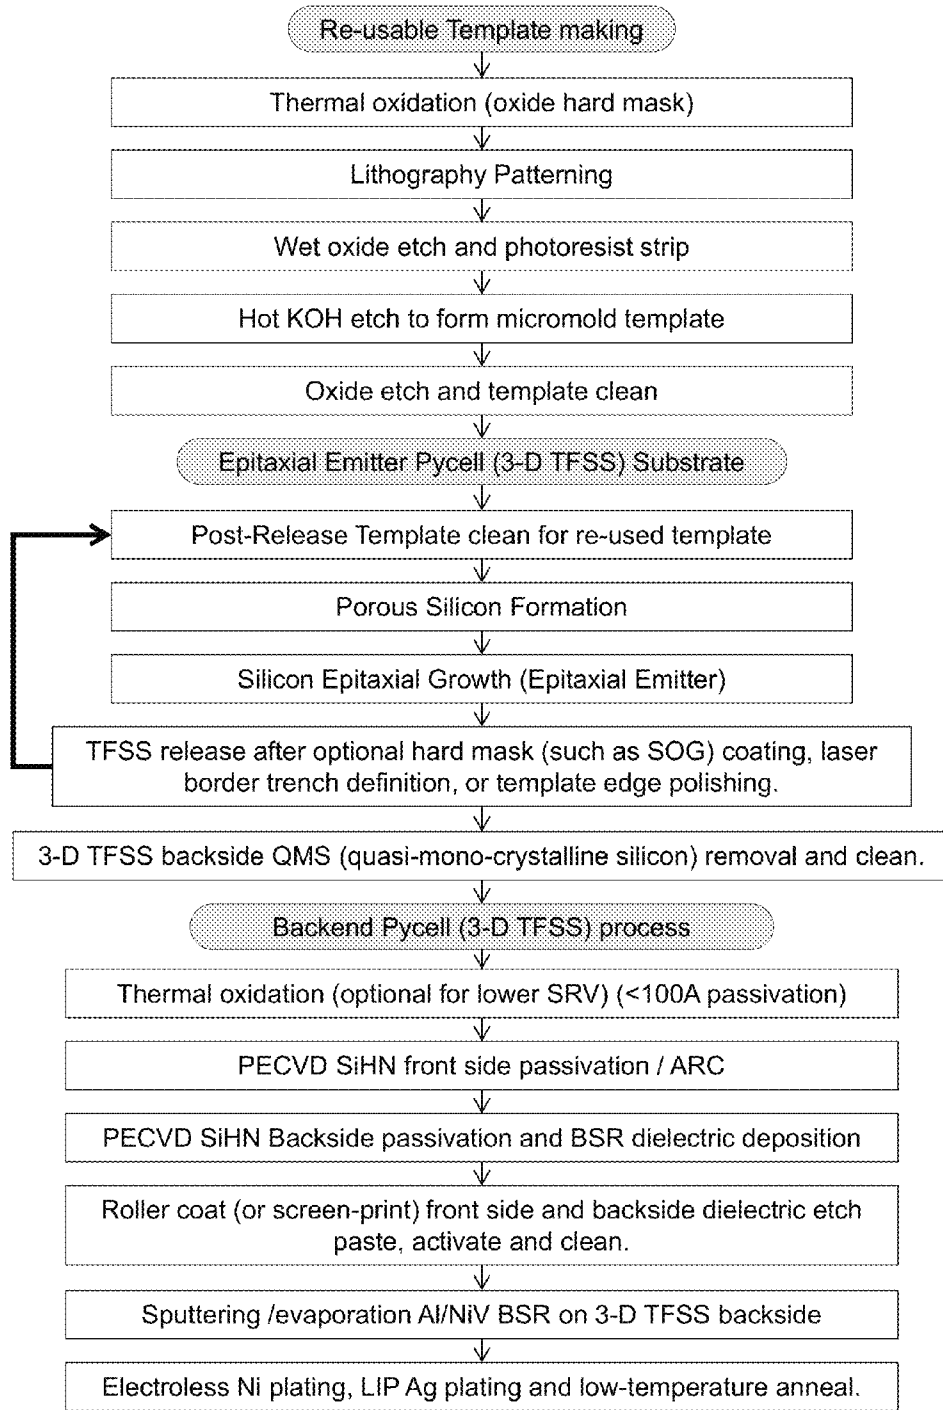 Re-usable Template making
Thermal oxidation (oxide hard mask)
Lithography Patterning
Wet oxide etch and photoresist strip
Hot KOH etch to form micromold template
Oxide etch and template clean
Epitaxial Emitter Pycell (3-D TFSS) Substrate
Post-Release Template clean for re-used template
Porous Silicon Formation
Silicon Epitaxial Growth (Epitaxial Emitter)
TFSS release after optional hard mask (such as SOG) coating, laser
border trench definition, or template edge polishing.
3-D TFSS backside QMS (quasi-mono-crystalline silicon) removal and clean.
Backend Pycell (3-D TFSS) process
Thermal oxidation (optional for lower SRV) (<100A passivation)
PECVD SiHN front side passivation / ARC
PECVD SiHN Backside passivation and BSR dielectric deposition
Roller coat (or screen-print) front side and backside dielectric etch
paste, activate and clean.
Sputtering /evaporation Al/NiV BSR on 3-D TFSS backside
Electroless Ni plating, LIP Ag plating and low-temperature anneal.